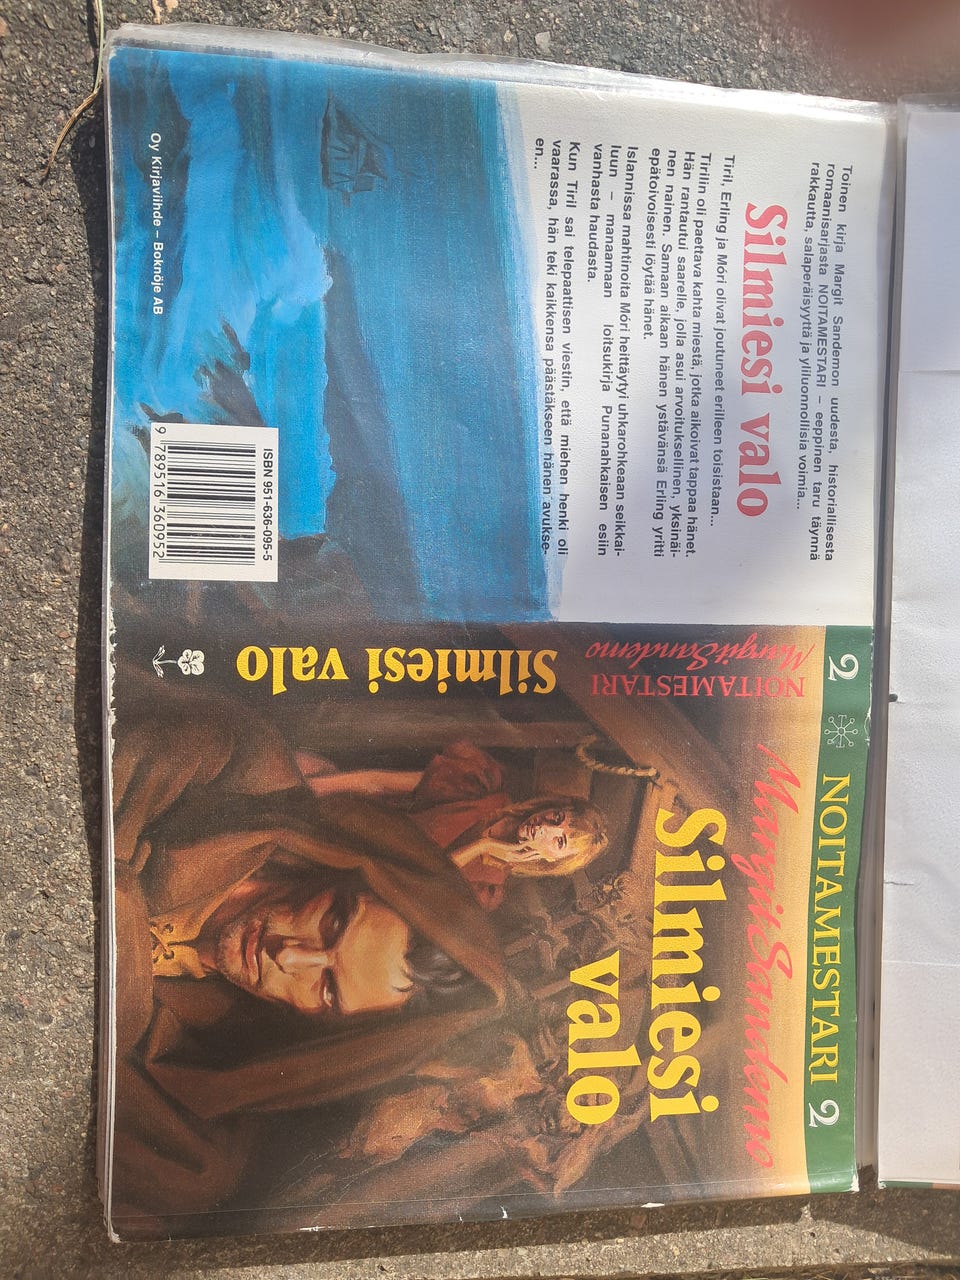 Toinen kirja Margit Sandemon uudesta, historiallisesta
romaanisarjasta NOITAMESTARI – eeppinen taru täynnä
rakkautta, salaperäisyyttä ja yliluonnollisia voimia...
Silmiesi valo
Tiril, Erling ja Móri olivat joutuneet erilleen toisistaan...
Tirilin oli paettava kahta miestä, jotka aikoivat tappaa hänet.
Hän rantautui saarelle, jolla asui arvoituksellinen, yksinäi-
nen nainen. Samaan aikaan hänen ystävänsä Erling yritti
epätoivoisesti löytää hänet.
Islannissa mahtinoita Móri heittäytyi uhkarohkeaan seikkai-
luun – manaamaan loitsukirja Punanahkaisen esiin
vanhasta haudasta.
Kun Tiril sai telepaattisen viestin, että miehen henki oli
vaarassa, hän teki kaikkensa päästäkseen hänen avukse-
en...
ISBN 951-636-095-5
9 789516 360952
Oy Kirjaviihde – Boknöje AB
2
Margit Sandemo
NOITAMESTARI
Silmiesi valo
NOITAMESTARI 2
Margit Sandemo
Silmiesi
valo